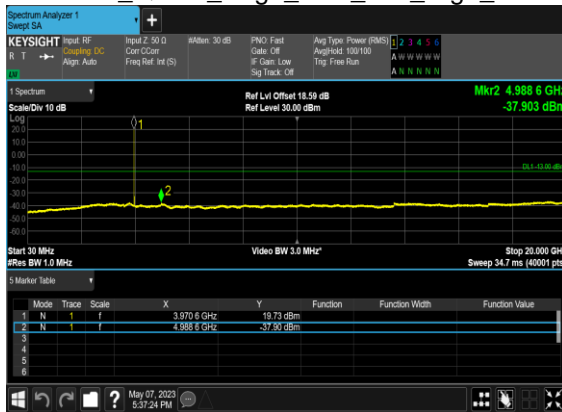 Spectrum Analyzer 1
Swept SA
+
KEYSIGHT Input: RF Input Z: 50 Ω #Atten: 30 dB PNO: Fast Avg Type: Power (RMS) 1 2 3 4 5 6
R T Coupling: DC Corr CCorr Gate: Off Avg|Hold: 100/100 A W W W W W
Align: Auto Freq Ref: Int (S) IF Gain: Low Trig: Free Run
Sig Track: Off A N N N N N
1 Spectrum Ref Lvl Offset 18.59 dB Mkr2 4.988 6 GHz
Scale/Div 10 dB Ref Level 30.00 dBm -37.903 dBm
Log
20.0
10.0
0.00
-10.0
-20.0
-30.0
-40.0
-50.0
-60.0
1
2
DL1 -13.00 dBm
Start 30 MHz Video BW 3.0 MHz* Stop 20.000 GHz
#Res BW 1.0 MHz Sweep 34.7 ms (40001 pts)
5 Marker Table
Mode Trace Scale X Y Function Function Width Function Value
1 N 1 f 3.970 6 GHz 19.73 dBm
2 N 1 f 4.988 6 GHz -37.90 dBm
3
4
5
6
? May 07, 2023
5:37:24 PM